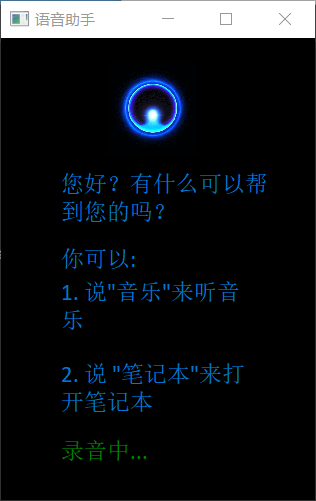 语音助手
您好？有什么可以帮
到您的吗？
你可以:
1. 说"音乐"来听音
乐
2. 说 "笔记本"来打
开笔记本
录音中...